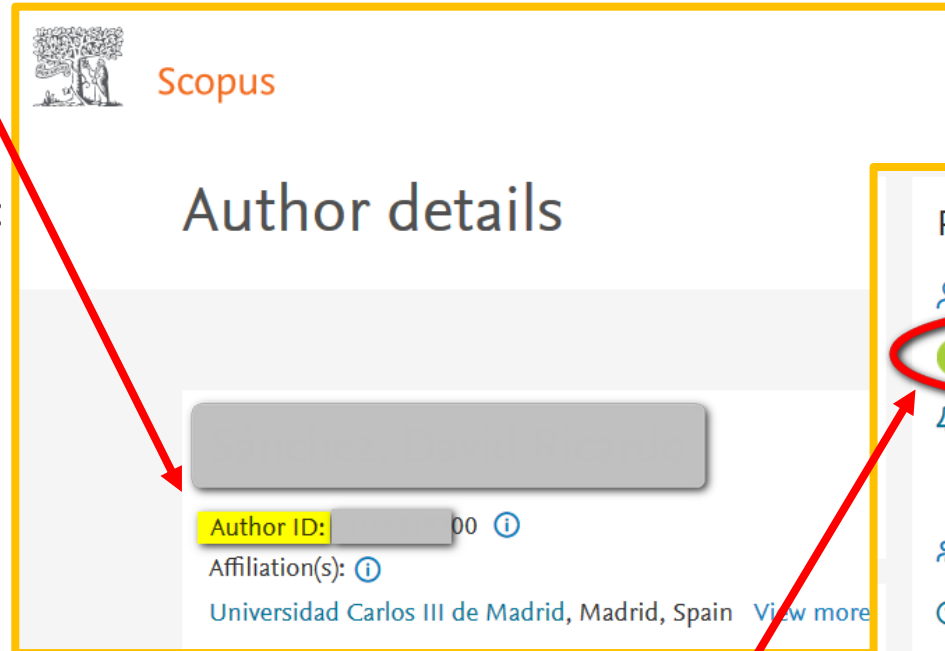 Scopus
Author details
Author ID: 00
Affiliation(s):
Universidad Carlos III de Madrid, Madrid, Spain View more